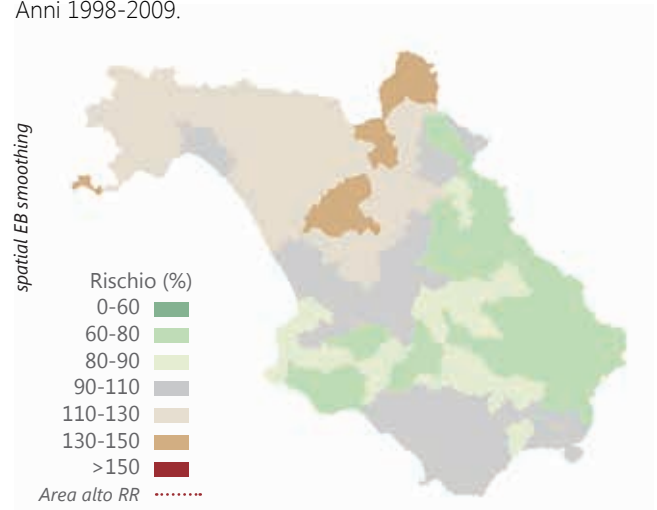 Anni 1998-2009.
spatial EB smoothing
Rischio (%)
0-60
60-80
80-90
90-110
110-130
130-150
>150
Area alto RR